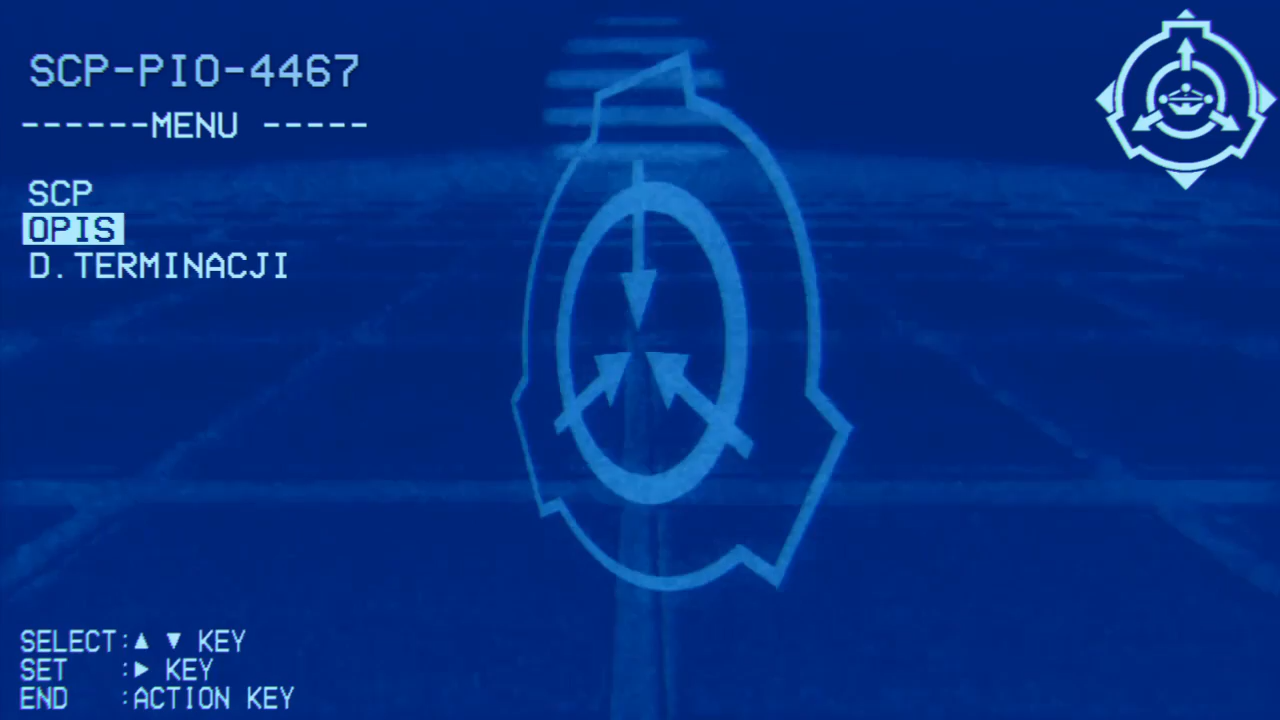 SCP-PIO-4467
------MENU -----
SCP
OPIS
D.TERMINACJI
SELECT:▲ ▼ KEY
SET :► KEY
END :ACTION KEY